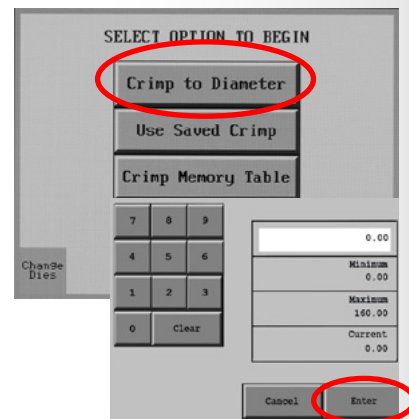 SELECT OPTION TO BEGIN
Crimp to Diameter
Use Saved Crimp
Crimp Memory Table
Change
Dies
7 8 9
4 5 6
1 2 3
0 Clear
0.00
Minimum
0.00
Maximum
160.00
Current
0.00
Cancel Enter